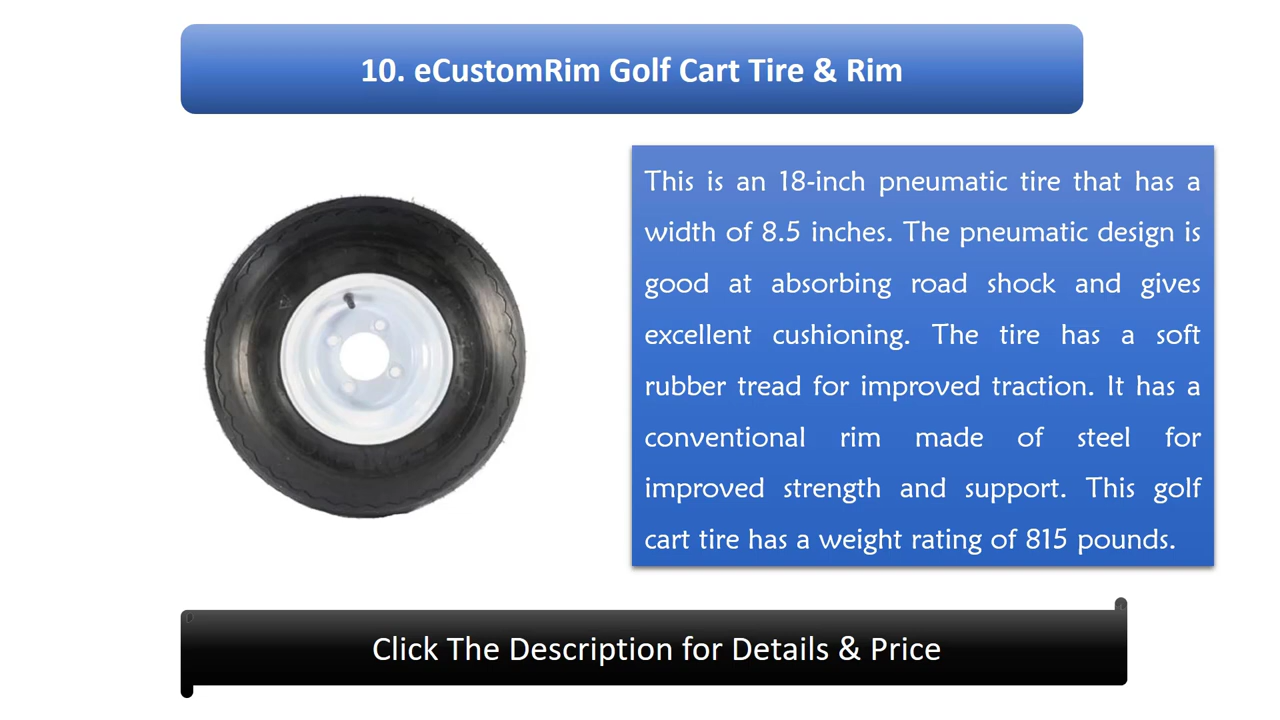 10. eCustomRim Golf Cart Tire & Rim
This is an 18-inch pneumatic tire that has a
width of 8.5 inches. The pneumatic design is
good at absorbing road shock and gives
excellent cushioning. The tire has a soft
rubber tread for improved traction. It has a
conventional rim made of steel for
improved strength and support. This golf
cart tire has a weight rating of 815 pounds.
Click The Description for Details & Price